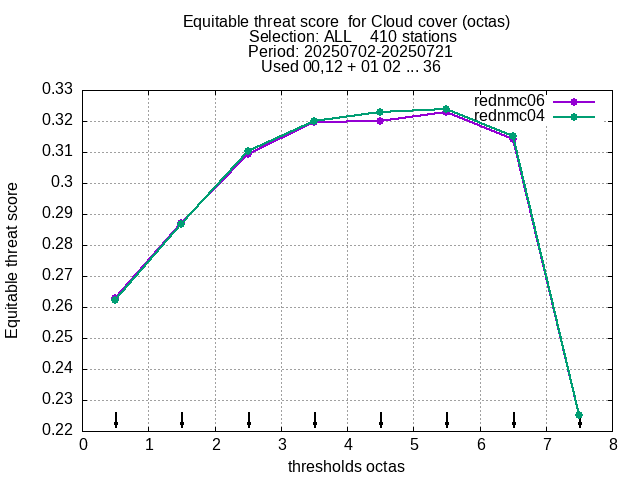 Equitable threat score  for Cloud cover (octas)
Selection: ALL    410 stations
Period: 20250702-20250721
Used 00,12 + 01 02 ... 36
rednmc06
rednmc04
Equitable threat score
0.33
0.32
0.31
0.3
0.29
0.28
0.27
0.26
0.25
0.24
0.23
0.22
0 1 2 3 4 5 6 7 8
thresholds octas